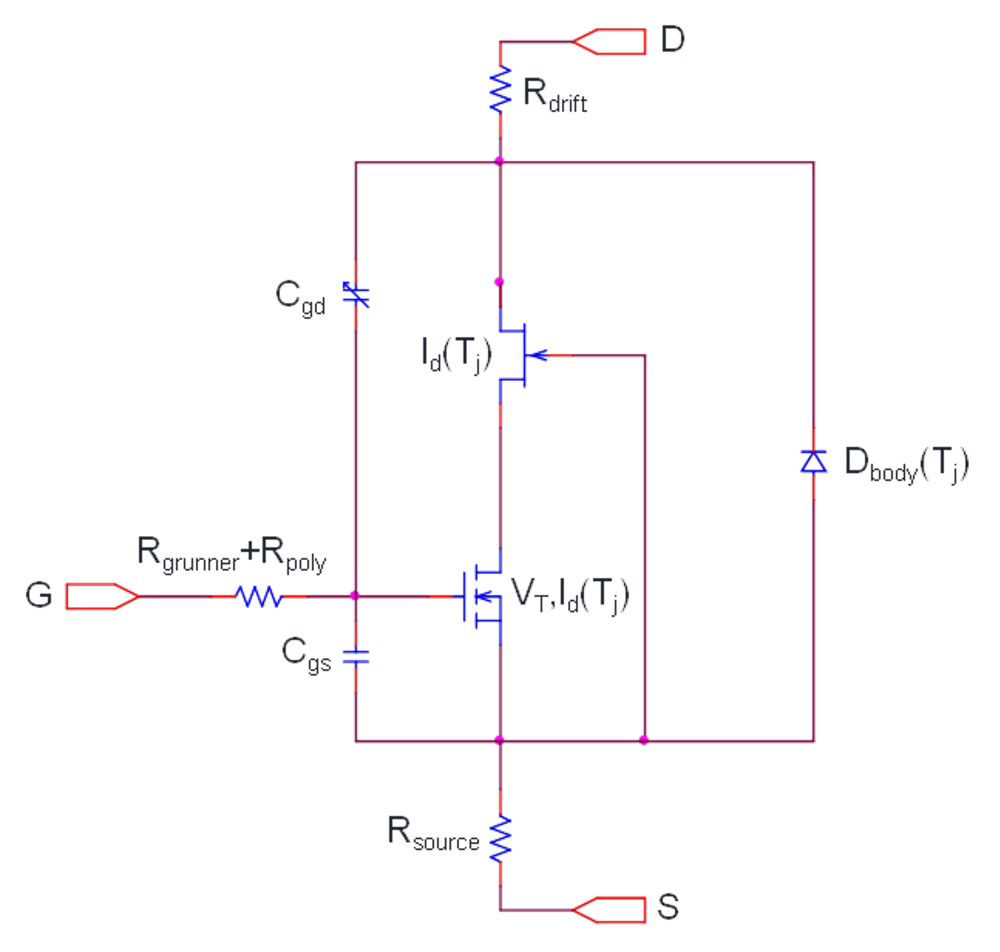 D
Rdrift
Cgd
Id(Tj)
Dbody(Tj)
Rgrunner+Rpoly
G
VT,Id(Tj)
Cgs
Rsource
S